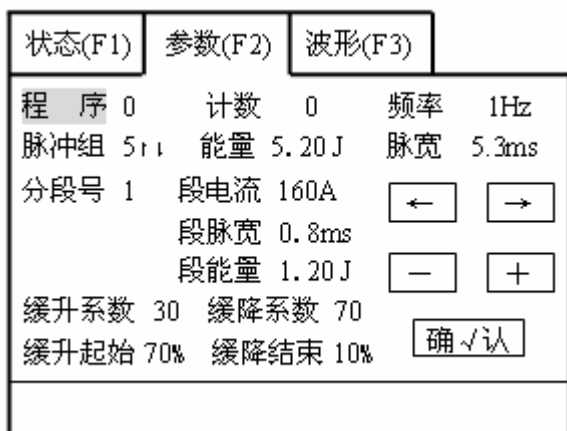 状态(F1) 参数(F2) 波形(F3)
程 序 0 计数 0 频率 1Hz
脉冲组 5↑↓ 能量 5.20J 脉宽 5.3ms
分段号 1 段电流 160A ← →
段脉宽 0.8ms
段能量 1.20J － ＋
缓升系数 30 缓降系数 70
缓升起始 70% 缓降结束 10% 确√认